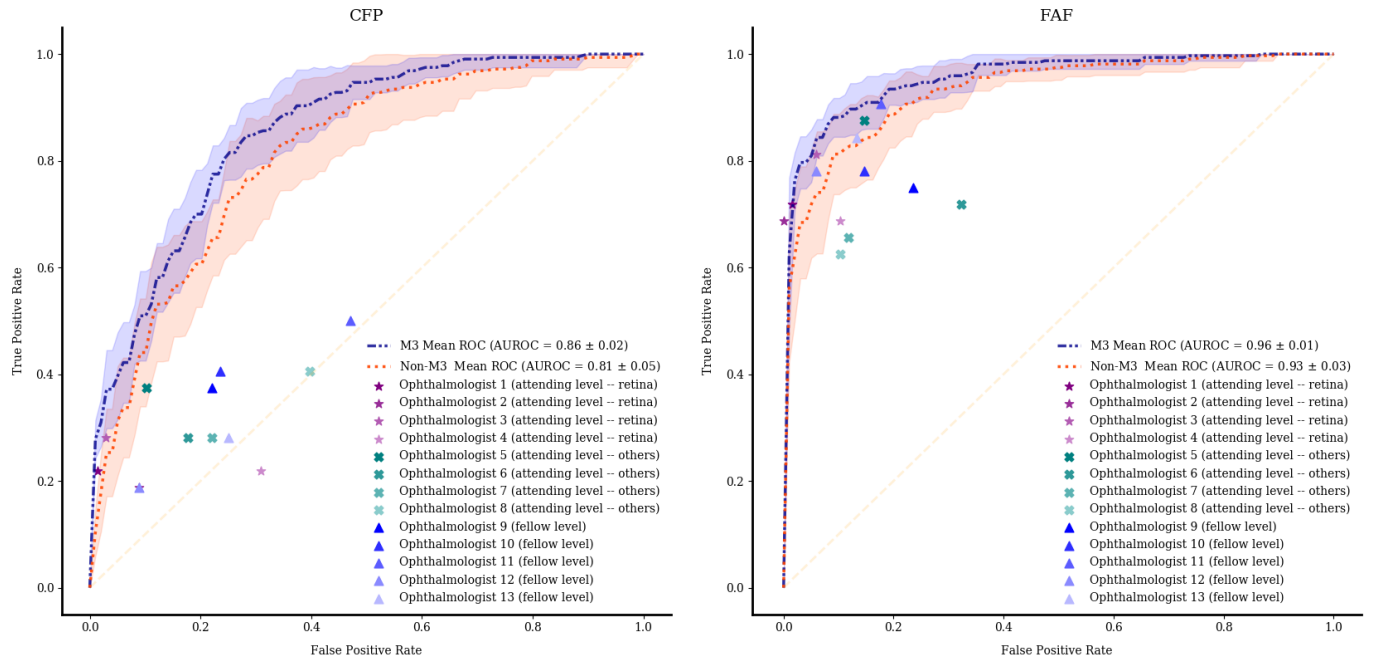 CFP
1.0
0.8
0.6
0.4
0.2
0.0
True Positive Rate
M3 Mean ROC (AUROC = 0.86 ± 0.02)
Non-M3  Mean ROC (AUROC = 0.81 ± 0.05)
Ophthalmologist 1 (attending level -- retina)
Ophthalmologist 2 (attending level -- retina)
Ophthalmologist 3 (attending level -- retina)
Ophthalmologist 4 (attending level -- retina)
Ophthalmologist 5 (attending level -- others)
Ophthalmologist 6 (attending level -- others)
Ophthalmologist 7 (attending level -- others)
Ophthalmologist 8 (attending level -- others)
Ophthalmologist 9 (fellow level)
Ophthalmologist 10 (fellow level)
Ophthalmologist 11 (fellow level)
Ophthalmologist 12 (fellow level)
Ophthalmologist 13 (fellow level)
0.0 0.2 0.4 0.6 0.8 1.0
False Positive Rate
FAF
1.0
0.8
0.6
0.4
0.2
0.0
True Positive Rate
M3 Mean ROC (AUROC = 0.96 ± 0.01)
Non-M3  Mean ROC (AUROC = 0.93 ± 0.03)
Ophthalmologist 1 (attending level -- retina)
Ophthalmologist 2 (attending level -- retina)
Ophthalmologist 3 (attending level -- retina)
Ophthalmologist 4 (attending level -- retina)
Ophthalmologist 5 (attending level -- others)
Ophthalmologist 6 (attending level -- others)
Ophthalmologist 7 (attending level -- others)
Ophthalmologist 8 (attending level -- others)
Ophthalmologist 9 (fellow level)
Ophthalmologist 10 (fellow level)
Ophthalmologist 11 (fellow level)
Ophthalmologist 12 (fellow level)
Ophthalmologist 13 (fellow level)
0.0 0.2 0.4 0.6 0.8 1.0
False Positive Rate